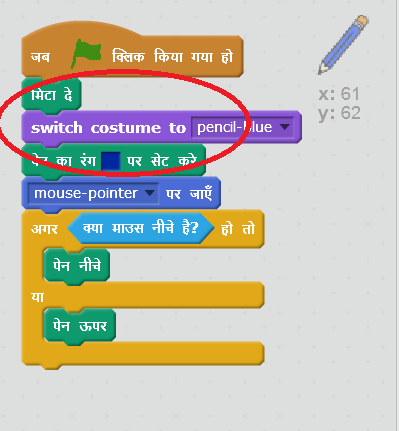 जब क्लिक किया गया हो
मिटा दे
switch costume to pencil-blue
पेन का रंग पर सेट करे
mouse-pointer पर जाएँ
अगर क्या माउस नीचे है? हो तो
पेन नीचे
या
पेन ऊपर
x: 61
y: 62